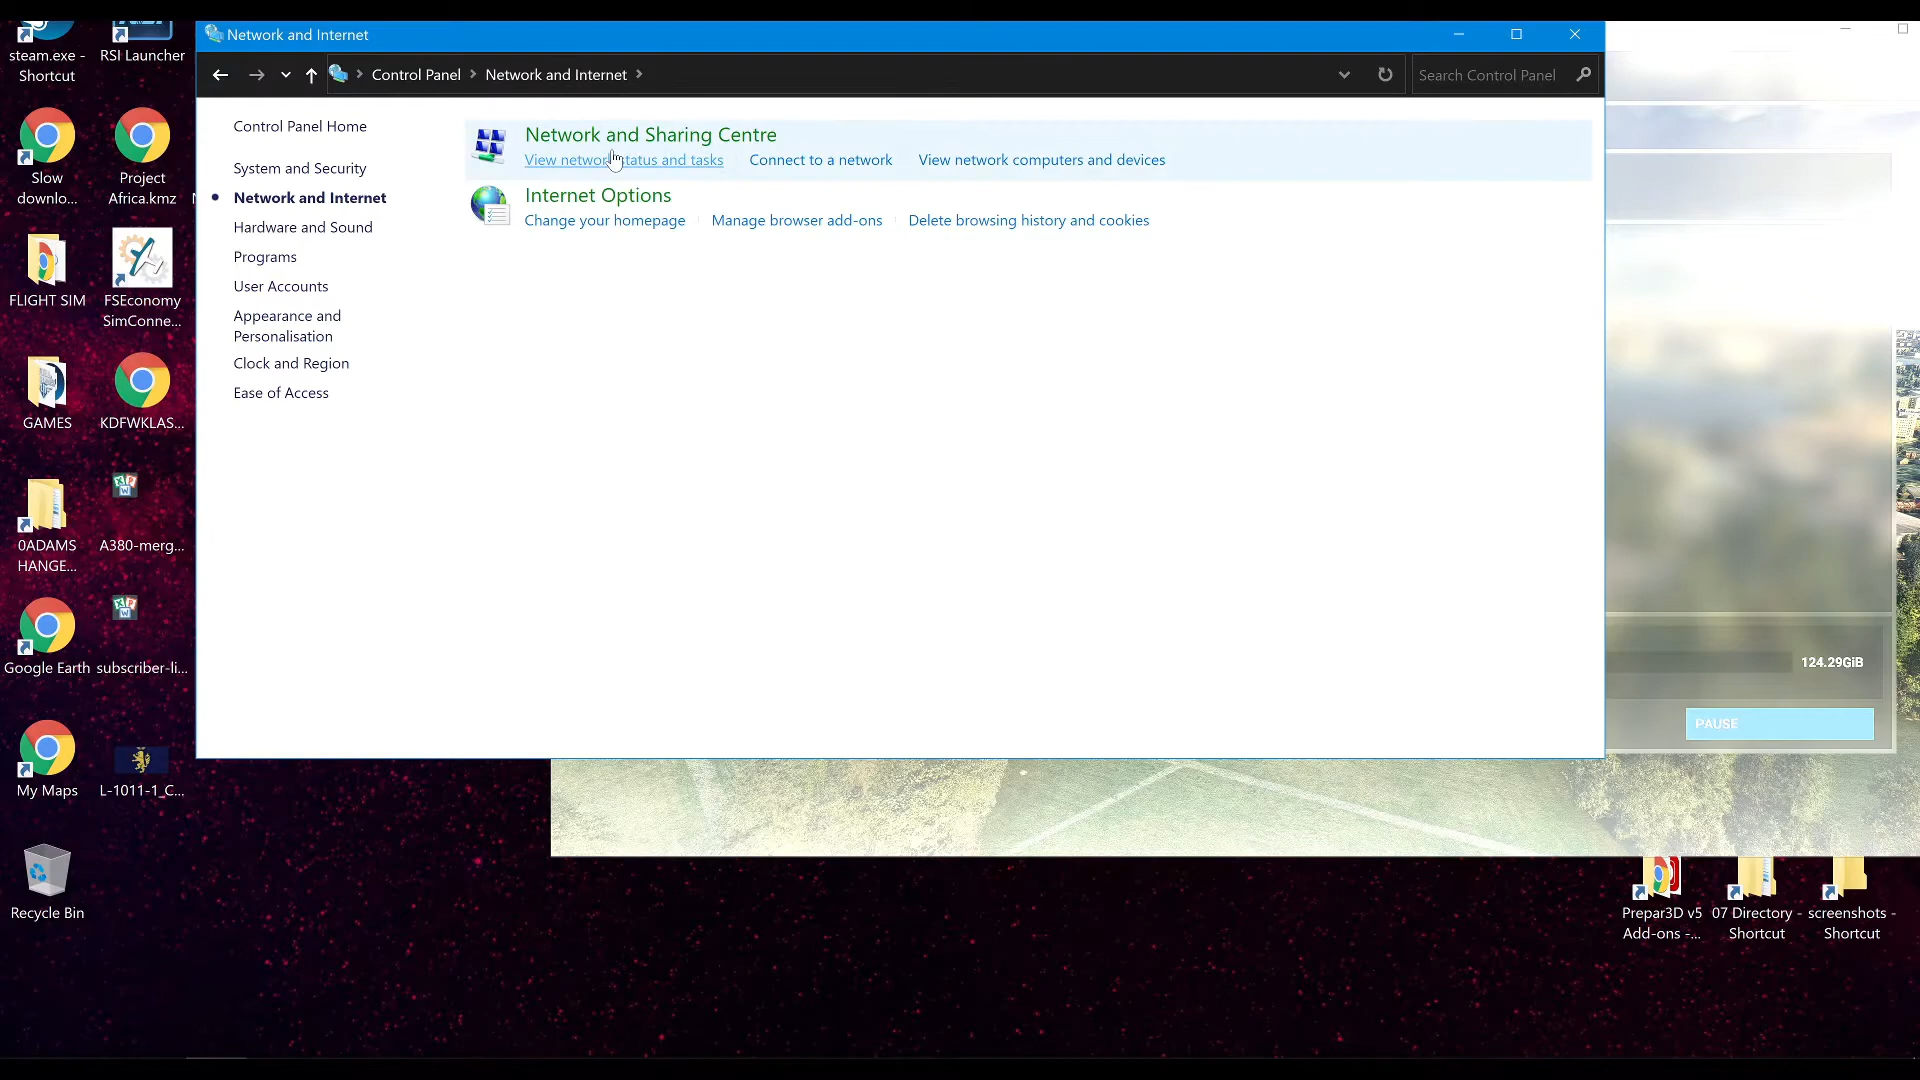 steam.exe -
Shortcut
RSI Launcher
Slow
downlo...
Project
Africa.kmz
FLIGHT SIM
FSEconomy
SimConne...
GAMES
KDFWKLAS...
0ADAMS
HANGE...
A380-merg...
Google Earth
subscriber-li...
My Maps
L-1011-1_C...
Recycle Bin
Network and Internet
Control Panel
Network and Internet
Search Control Panel
Control Panel Home
System and Security
Network and Internet
Hardware and Sound
Programs
User Accounts
Appearance and
Personalisation
Clock and Region
Ease of Access
Network and Sharing Centre
View network status and tasks
Connect to a network
View network computers and devices
Internet Options
Change your homepage
Manage browser add-ons
Delete browsing history and cookies
124.29GiB
PAUSE
Prepar3D v5
Add-ons -...
07 Directory -
Shortcut
screenshots -
Shortcut